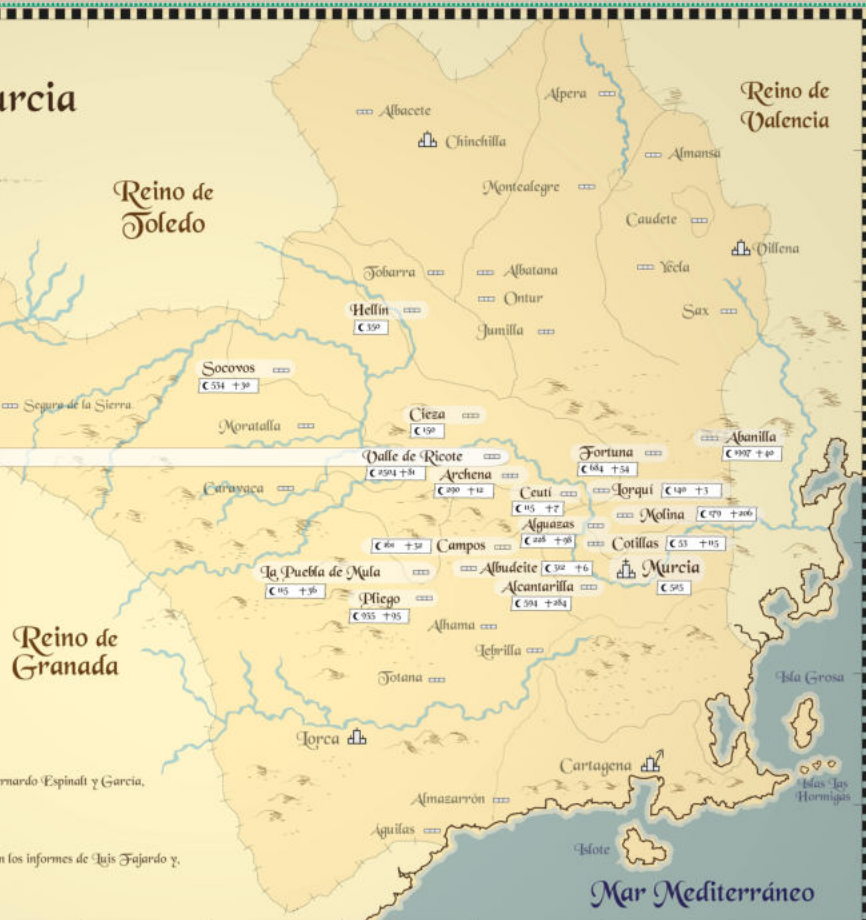 urcia
Reino de
Toledo
Reino de
Valencia
Reino de
Granada
Alpera
Albacete
Chinchilla
Almansa
Montealegre
Caudete
Villena
Yecla
Tobarra
Albatana
Ontur
Sax
Hellín
☾ 550
Jumilla
Socovos
☾ 534 +30
Segura de la Sierra
Moratalla
Cieza
☾ 150
Abanilla
☾ 1997 +40
Valle de Ricote
☾ 2504 +81
Fortuna
☾ 684 +54
Archena
☾ 290 +12
Caravaca
Ceutí
☾ 115 +7
Lorquí ☾ 140 +3
Molina ☾ 179 +206
Alguazas
☾ 228 +98
Campos
Cotillas ☾ 53 +115
Albudeite ☾ 312 +6
Murcia
☾ 525
La Puebla de Mula
☾ 115 +36
Alcantarilla
☾ 594 +284
Pliego
☾ 935 +95
Alhama
Lebrilla
Totana
Isla Grosa
Lorca
Cartagena
rnardo Espinalt y García,
Islas Las
Hormigas
Almazarrón
Águilas
Islote
n los informes de Luis Fajardo y,
Mar Mediterráneo